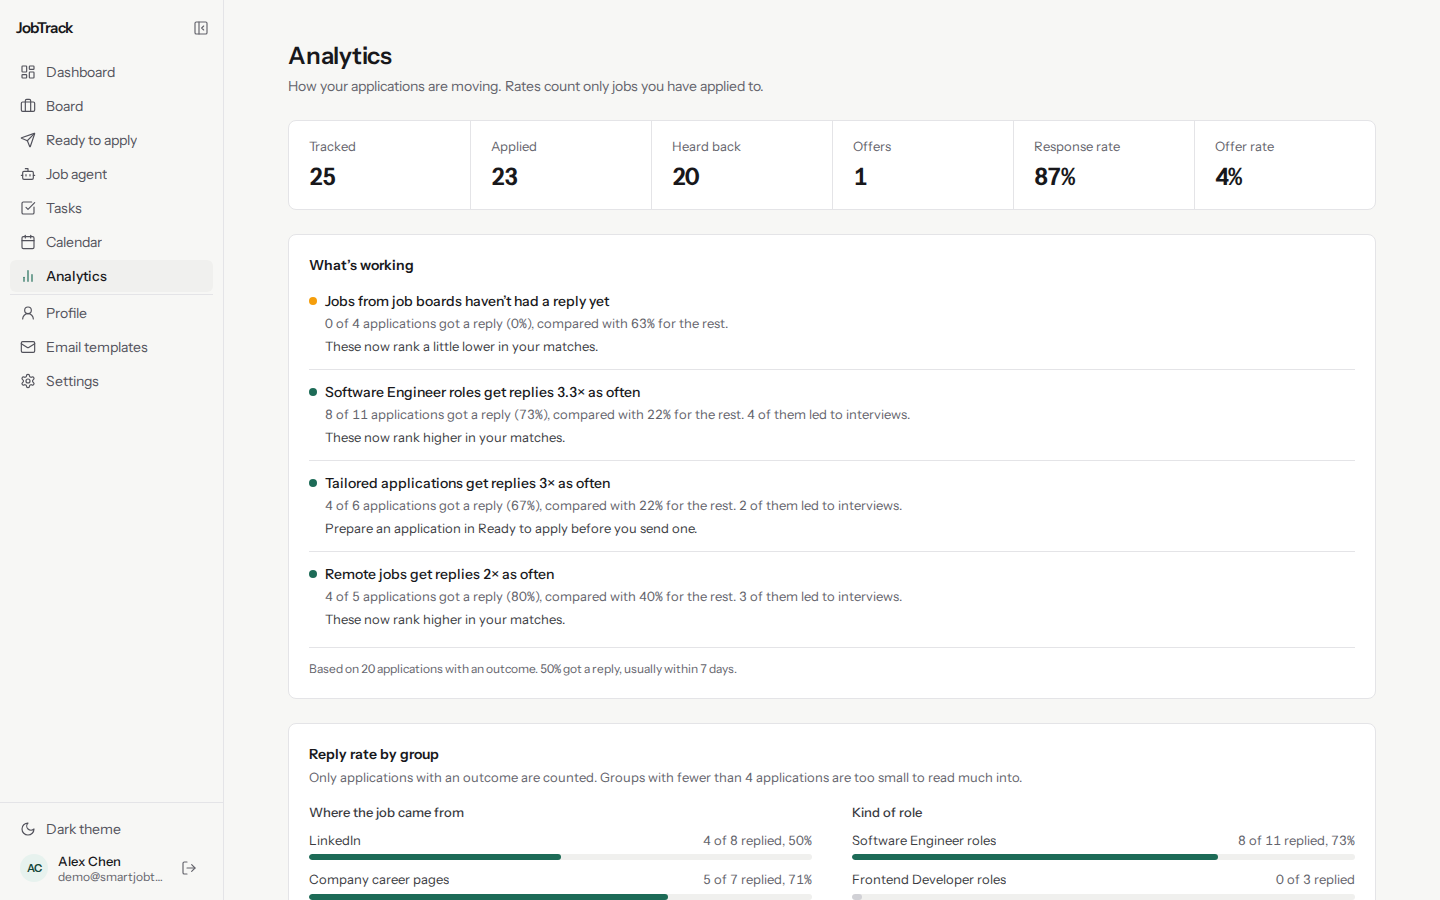 JobTrack
Dashboard
Board
Ready to apply
Job agent
Tasks
Calendar
Analytics
Profile
Email templates
Settings
Dark theme
AC
Alex Chen
demo@smartjobt...
Analytics
How your applications are moving. Rates count only jobs you have applied to.
Tracked
25
Applied
23
Heard back
20
Offers
1
Response rate
87%
Offer rate
4%
What's working
Jobs from job boards haven't had a reply yet
0 of 4 applications got a reply (0%), compared with 63% for the rest.
These now rank a little lower in your matches.
Software Engineer roles get replies 3.3× as often
8 of 11 applications got a reply (73%), compared with 22% for the rest. 4 of them led to interviews.
These now rank higher in your matches.
Tailored applications get replies 3× as often
4 of 6 applications got a reply (67%), compared with 22% for the rest. 2 of them led to interviews.
Prepare an application in Ready to apply before you send one.
Remote jobs get replies 2× as often
4 of 5 applications got a reply (80%), compared with 40% for the rest. 3 of them led to interviews.
These now rank higher in your matches.
Based on 20 applications with an outcome. 50% got a reply, usually within 7 days.
Reply rate by group
Only applications with an outcome are counted. Groups with fewer than 4 applications are too small to read much into.
Where the job came from
LinkedIn
4 of 8 replied, 50%
Company career pages
5 of 7 replied, 71%
Kind of role
Software Engineer roles
8 of 11 replied, 73%
Frontend Developer roles
0 of 3 replied